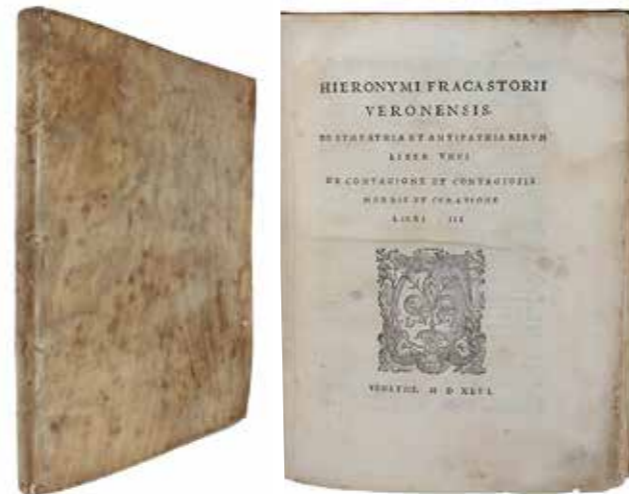 HIERONYMI FRACASTORII
VERONENSIS.
DE SYMPATHIA ET ANTIPATHIA RERVM
LIBER VNVS
DE CONTAGIONE ET CONTAGIOSIS
MORBIS ET CVRATIONE
LIBRI III
VENETIIS, M D XLVI.